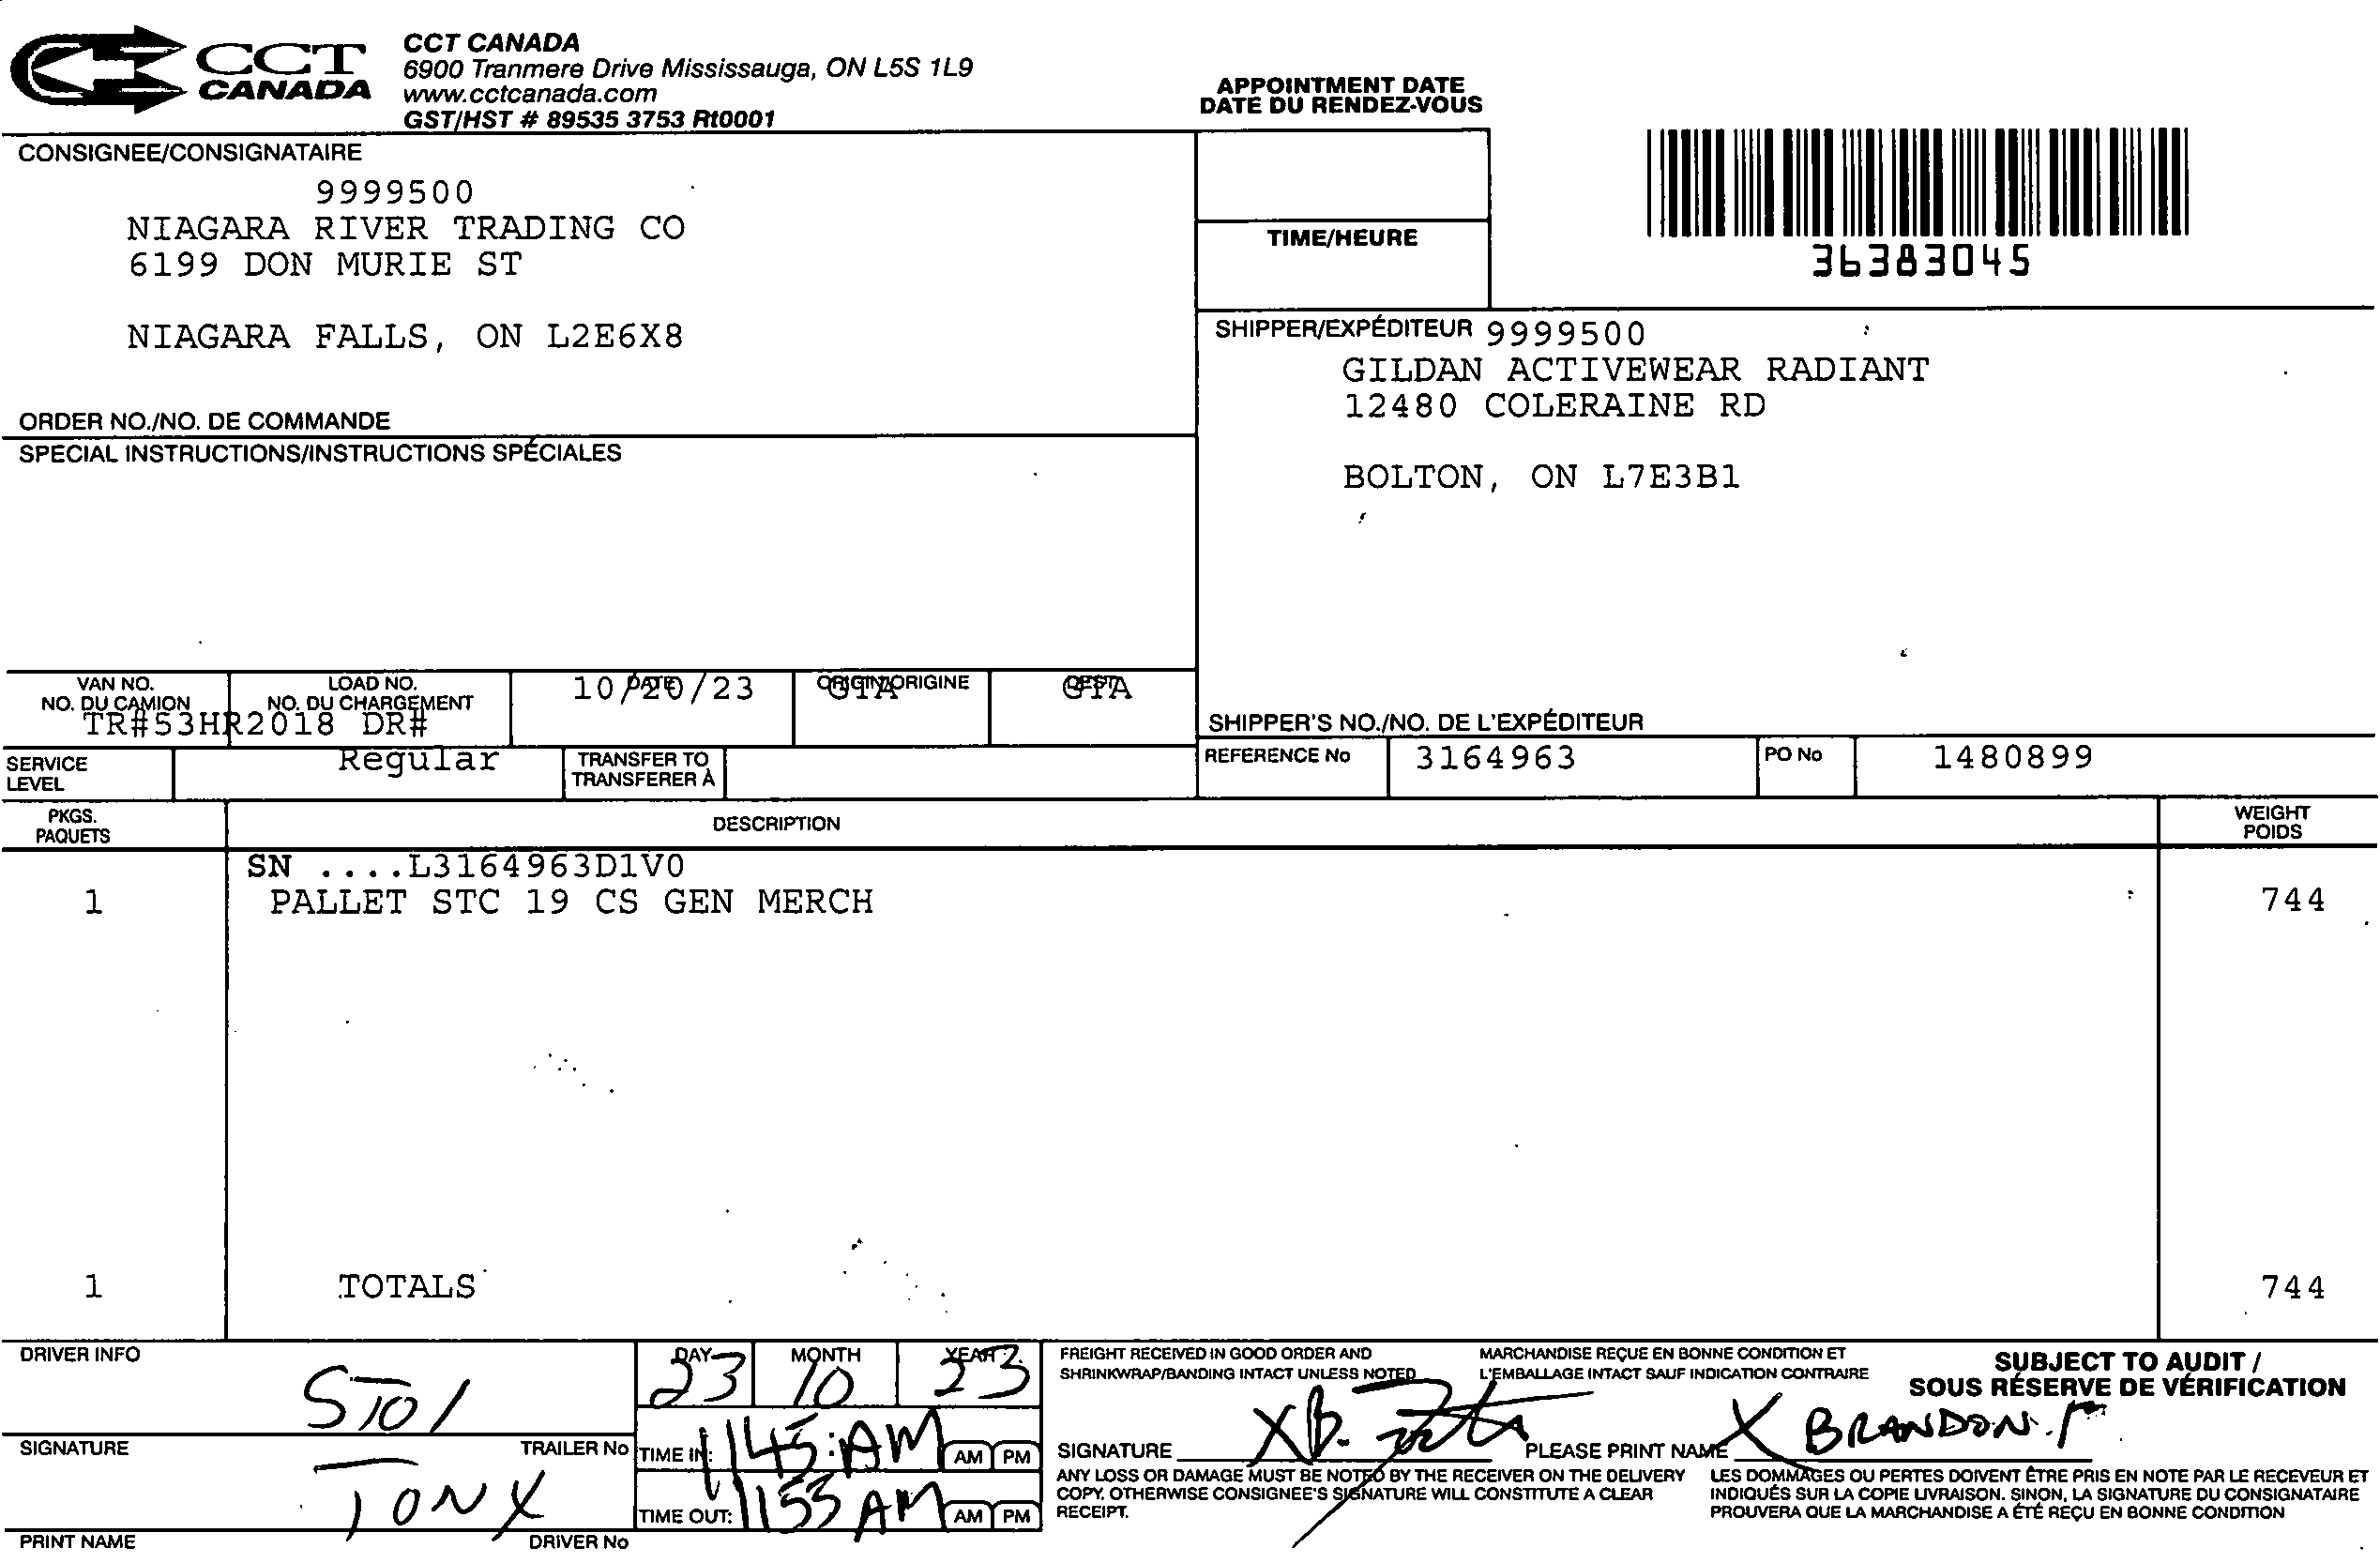 CCT CANADA
CCT CANADA
6900 Tranmere Drive Mississauga, ON L5S 1L9
www.cctcanada.com
GST/HST # 89535 3753 Rt0001
APPOINTMENT DATE
DATE DU RENDEZ-VOUS
TIME/HEURE
36383045
CONSIGNEE/CONSIGNATAIRE
9999500
NIAGARA RIVER TRADING CO
6199 DON MURIE ST
NIAGARA FALLS, ON L2E6X8
ORDER NO./NO. DE COMMANDE
SPECIAL INSTRUCTIONS/INSTRUCTIONS SPÉCIALES
SHIPPER/EXPÉDITEUR 9999500
GILDAN ACTIVEWEAR RADIANT
12480 COLERAINE RD
BOLTON, ON L7E3B1
VAN NO.
NO. DU CAMION
LOAD NO.
NO. DU CHARGEMENT
TR#53HR2018 DR#
DATE
10/20/23
ORIGIN/ORIGINE
GTA
DEST.
GTA
SHIPPER'S NO./NO. DE L'EXPÉDITEUR
SERVICE
LEVEL
Regular
TRANSFER TO
TRANSFERER À
REFERENCE No 3164963
PO No 1480899
PKGS.
PAQUETS
DESCRIPTION
WEIGHT
POIDS
SN ....L3164963D1V0
1 PALLET STC 19 CS GEN MERCH 744
1 TOTALS 744
DRIVER INFO
DAY MONTH YEAR
23 10 23
SIGNATURE
TRAILER No
TIME IN: 1145:AM AM PM
TONY
TIME OUT: 1155 AM AM PM
PRINT NAME
DRIVER No
FREIGHT RECEIVED IN GOOD ORDER AND
SHRINKWRAP/BANDING INTACT UNLESS NOTED
MARCHANDISE REÇUE EN BONNE CONDITION ET
L'EMBALLAGE INTACT SAUF INDICATION CONTRAIRE
SUBJECT TO AUDIT /
SOUS RÉSERVE DE VÉRIFICATION
SIGNATURE X B.
PLEASE PRINT NAME X BRANDON.F
ANY LOSS OR DAMAGE MUST BE NOTED BY THE RECEIVER ON THE DELIVERY
COPY. OTHERWISE CONSIGNEE'S SIGNATURE WILL CONSTITUTE A CLEAR
RECEIPT.
LES DOMMAGES OU PERTES DOIVENT ÊTRE PRIS EN NOTE PAR LE RECEVEUR ET
INDIQUÉS SUR LA COPIE LIVRAISON. SINON, LA SIGNATURE DU CONSIGNATAIRE
PROUVERA QUE LA MARCHANDISE A ÉTÉ REÇU EN BONNE CONDITION